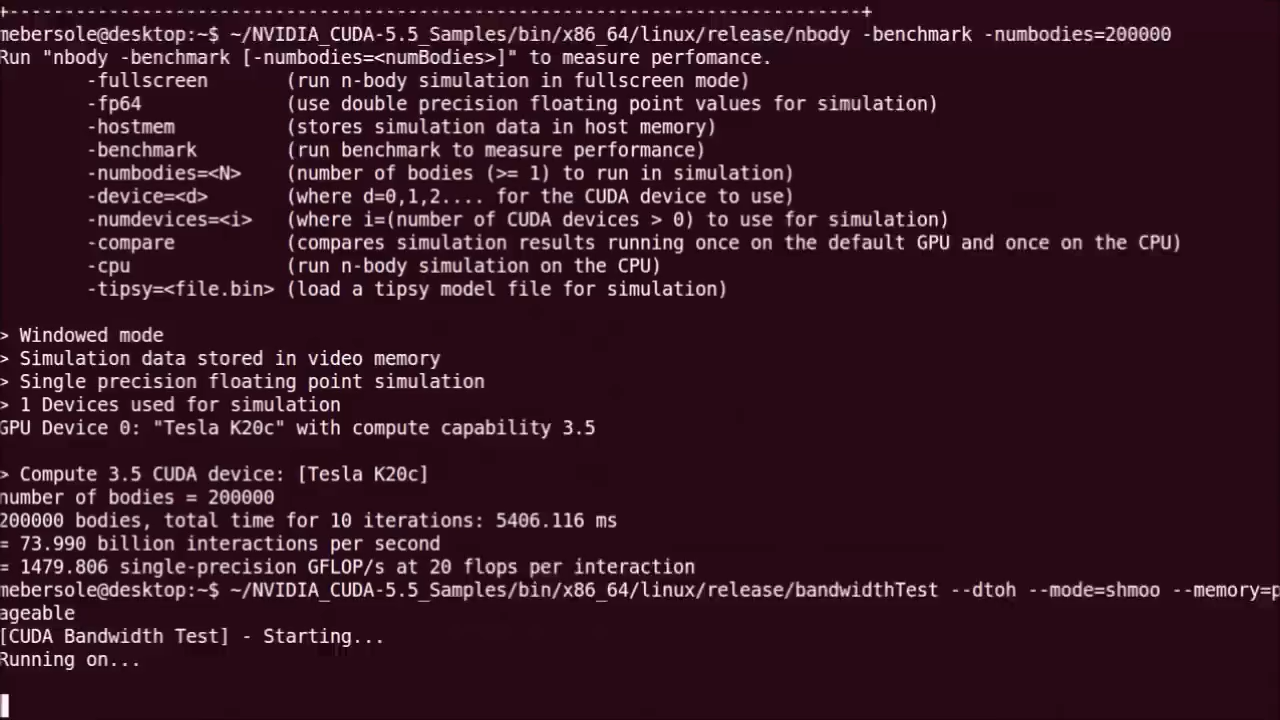 +------------------------------------------------------------------------------+
mebersole@desktop:~$ ~/NVIDIA_CUDA-5.5_Samples/bin/x86_64/linux/release/nbody -benchmark -numbodies=200000
Run "nbody -benchmark [-numbodies=<numBodies>]" to measure perfomance.
        -fullscreen       (run n-body simulation in fullscreen mode)
        -fp64             (use double precision floating point values for simulation)
        -hostmem          (stores simulation data in host memory)
        -benchmark        (run benchmark to measure performance)
        -numbodies=<N>    (number of bodies (>= 1) to run in simulation)
        -device=<d>       (where d=0,1,2.... for the CUDA device to use)
        -numdevices=<i>   (where i=(number of CUDA devices > 0) to use for simulation)
        -compare          (compares simulation results running once on the default GPU and once on the CPU)
        -cpu              (run n-body simulation on the CPU)
        -tipsy=<file.bin> (load a tipsy model file for simulation)
> Windowed mode
> Simulation data stored in video memory
> Single precision floating point simulation
> 1 Devices used for simulation
GPU Device 0: "Tesla K20c" with compute capability 3.5
> Compute 3.5 CUDA device: [Tesla K20c]
number of bodies = 200000
200000 bodies, total time for 10 iterations: 5406.116 ms
= 73.990 billion interactions per second
= 1479.806 single-precision GFLOP/s at 20 flops per interaction
mebersole@desktop:~$ ~/NVIDIA_CUDA-5.5_Samples/bin/x86_64/linux/release/bandwidthTest --dtoh --mode=shmoo --memory=p
ageable
[CUDA Bandwidth Test] - Starting...
Running on...